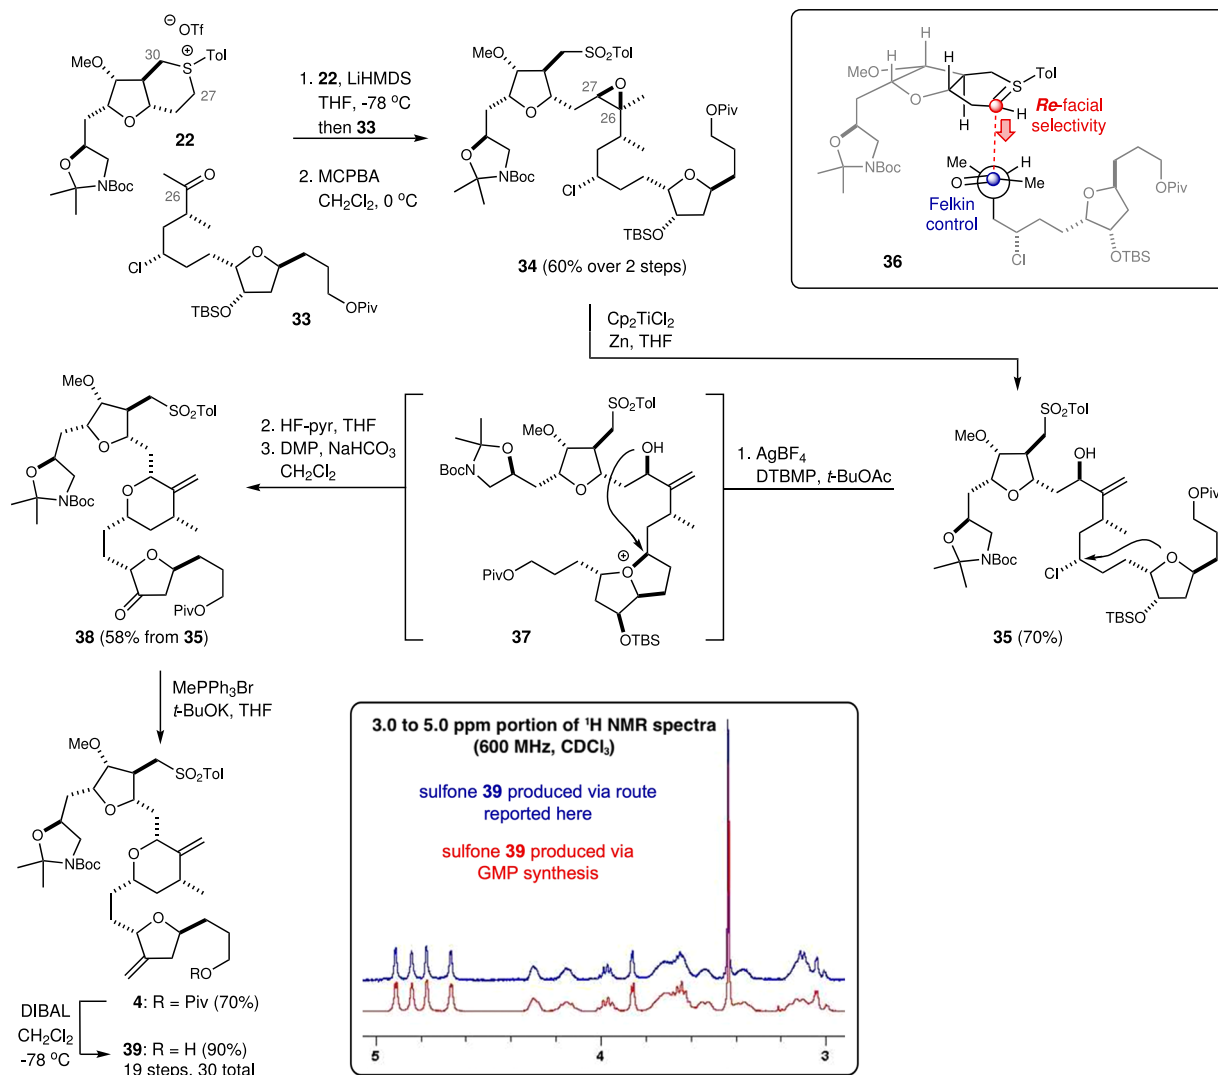 ⊖
OTf
30
MeO
Tol
S
⊕
27
O
22
O
NBoc
26
O
Cl
O
TBSO
OPiv
33
1. 22, LiHMDS
THF, -78 °C
then 33
2. MCPBA
CH2Cl2, 0 °C
MeO
SO2Tol
27
O
26
O
O
NBoc
Cl
O
TBSO
OPiv
34 (60% over 2 steps)
H
H
MeO
O
H
H
S
Tol
H
Re-facial
selectivity
O
NBoc
Me
H
O
Me
Felkin
control
Cl
O
OTBS
OPiv
36
Cp2TiCl2
Zn, THF
MeO
SO2Tol
OH
O
O
NBoc
Cl
O
TBSO
PivO
35 (70%)
1. AgBF4
DTBMP, t-BuOAc
SO2Tol
MeO
OH
O
O
BocN
O
⊕
PivO
OTBS
37
2. HF-pyr, THF
3. DMP, NaHCO3
CH2Cl2
MeO
SO2Tol
O
O
NBoc
O
O
O
PivO
38 (58% from 35)
MePPh3Br
t-BuOK, THF
MeO
SO2Tol
O
O
NBoc
O
O
RO
4: R = Piv (70%)
DIBAL
CH2Cl2
-78 °C
39: R = H (90%)
19 steps, 30 total
3.0 to 5.0 ppm portion of 1H NMR spectra
(600 MHz, CDCl3)
sulfone 39 produced via route
reported here
sulfone 39 produced via
GMP synthesis
5 4 3